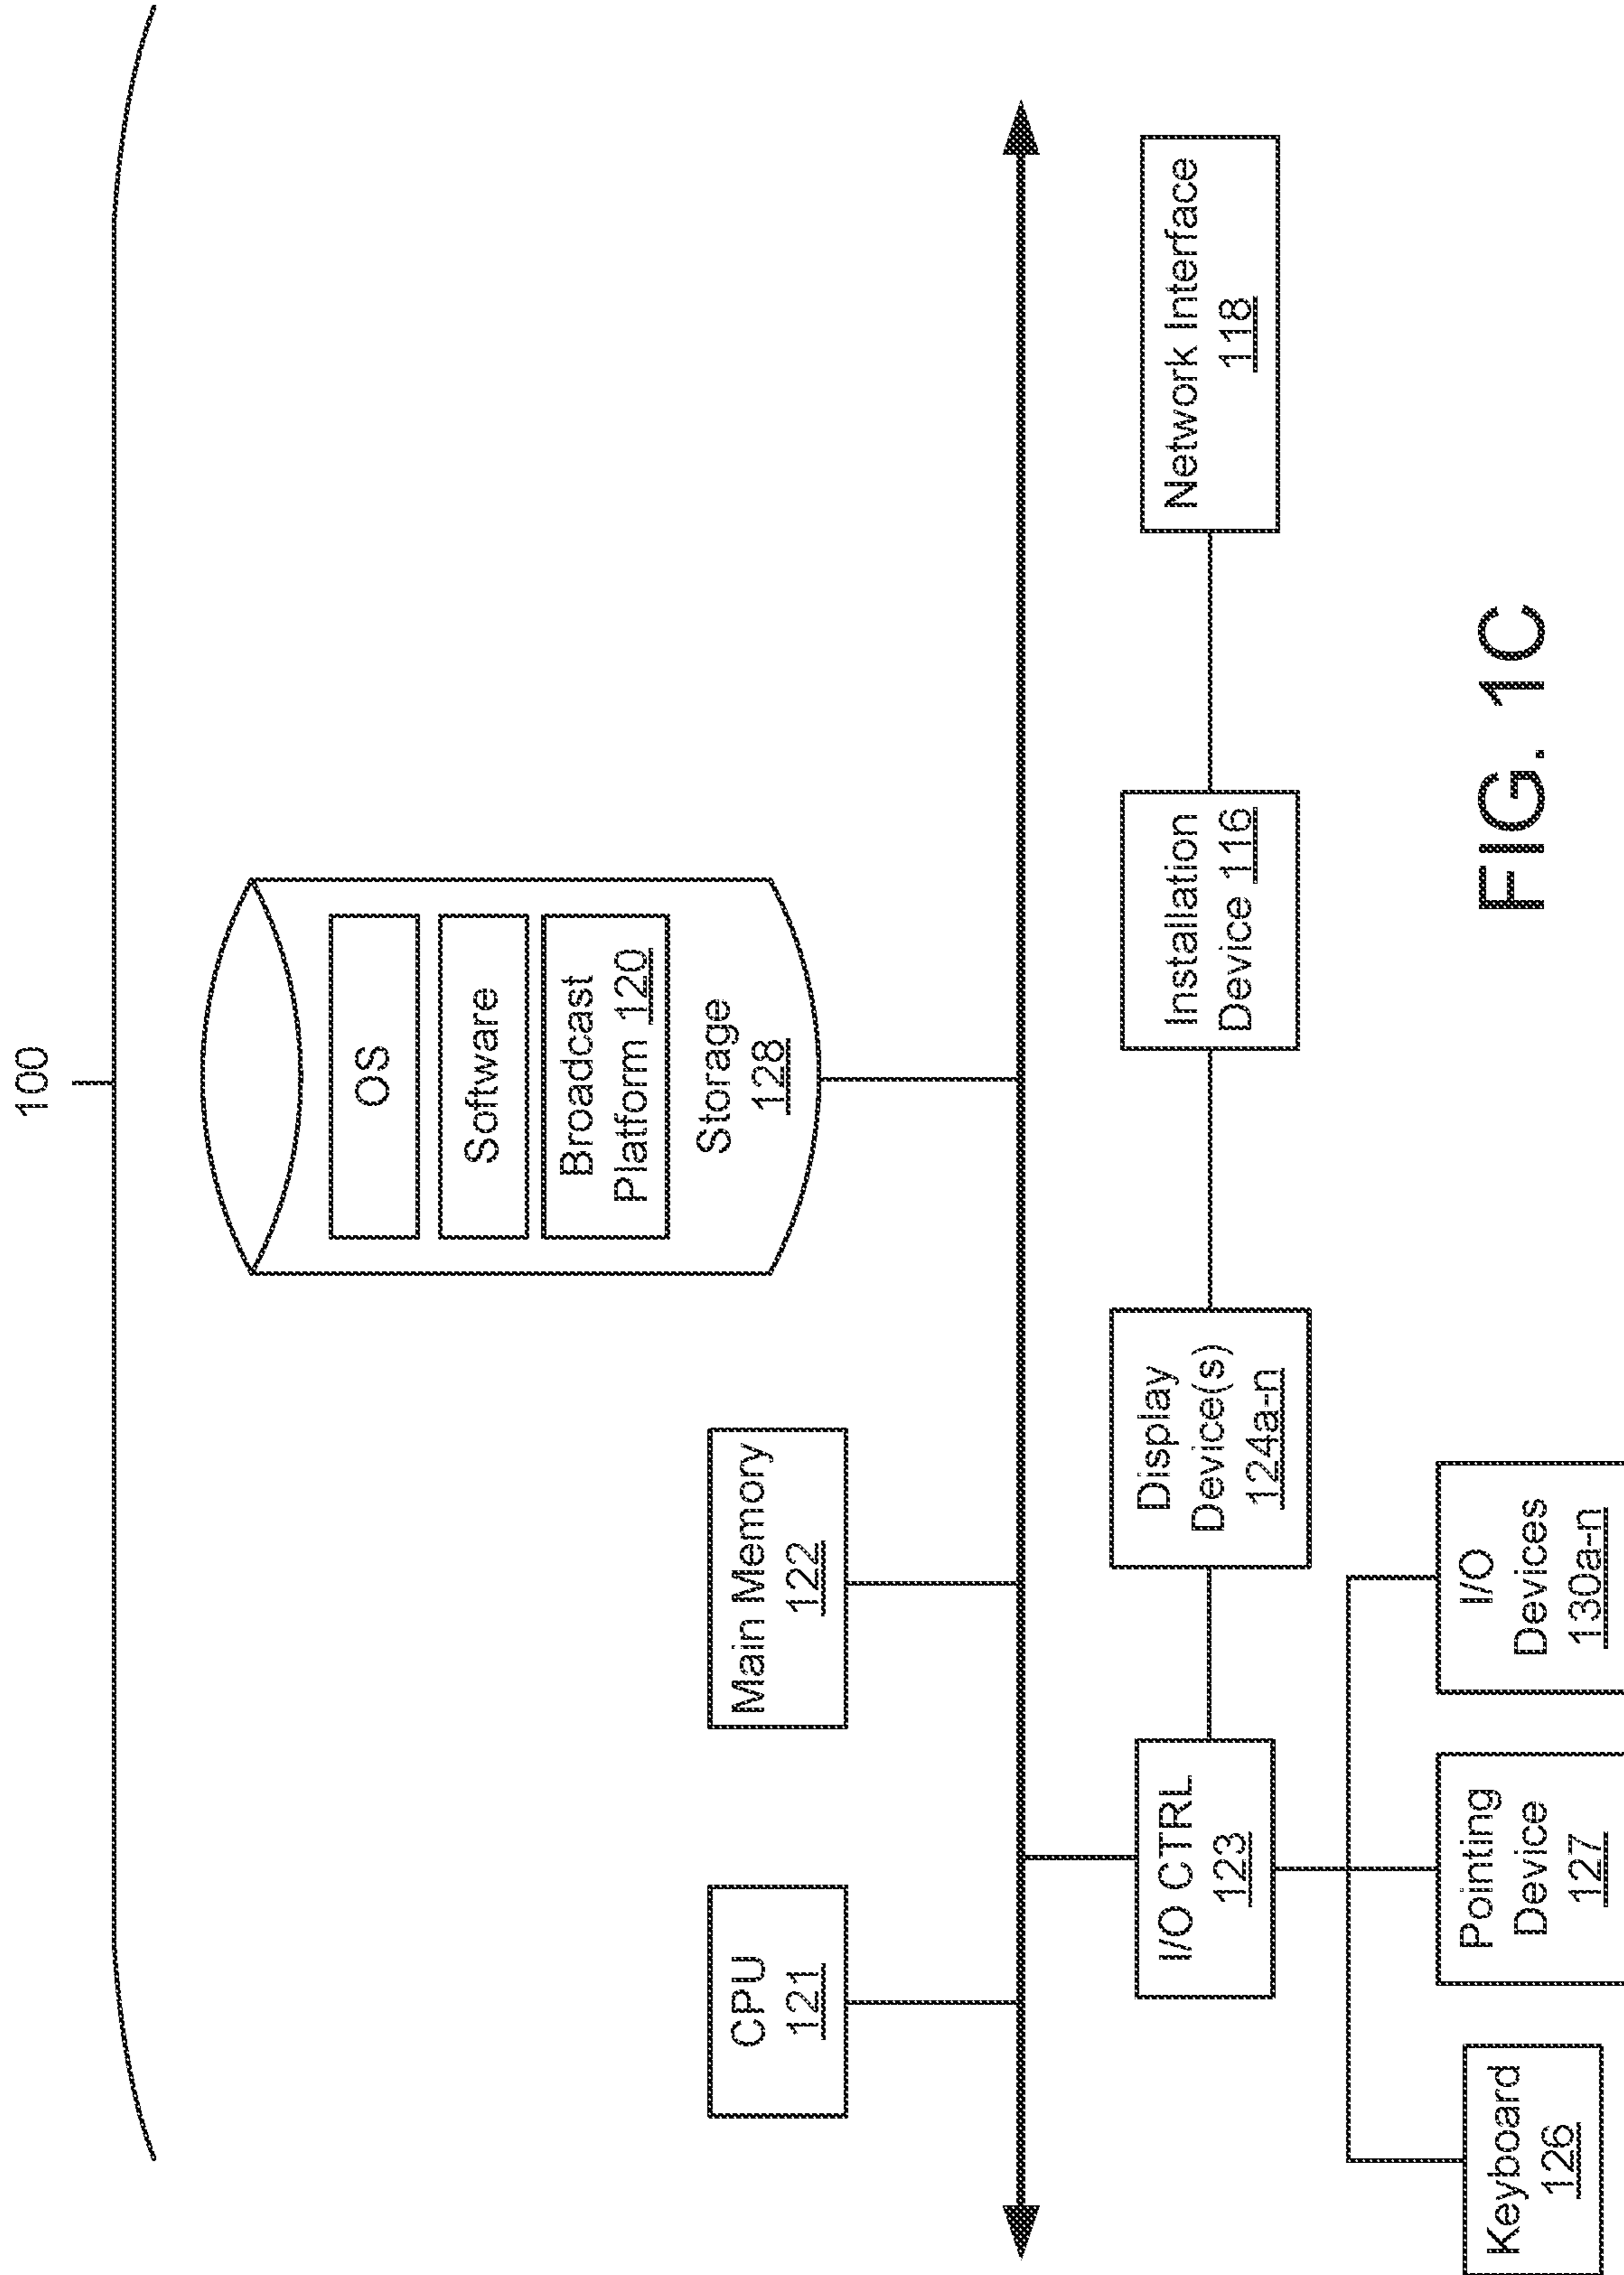 100
OS
Software
Broadcast
Platform 120
Storage
128
CPU
121
Main Memory
122
I/O CTRL
123
Display
Device(s)
124a-n
Installation
Device 116
Network Interface
118
Keyboard
126
Pointing
Device
127
I/O
Devices
130a-n
FIG. 1C